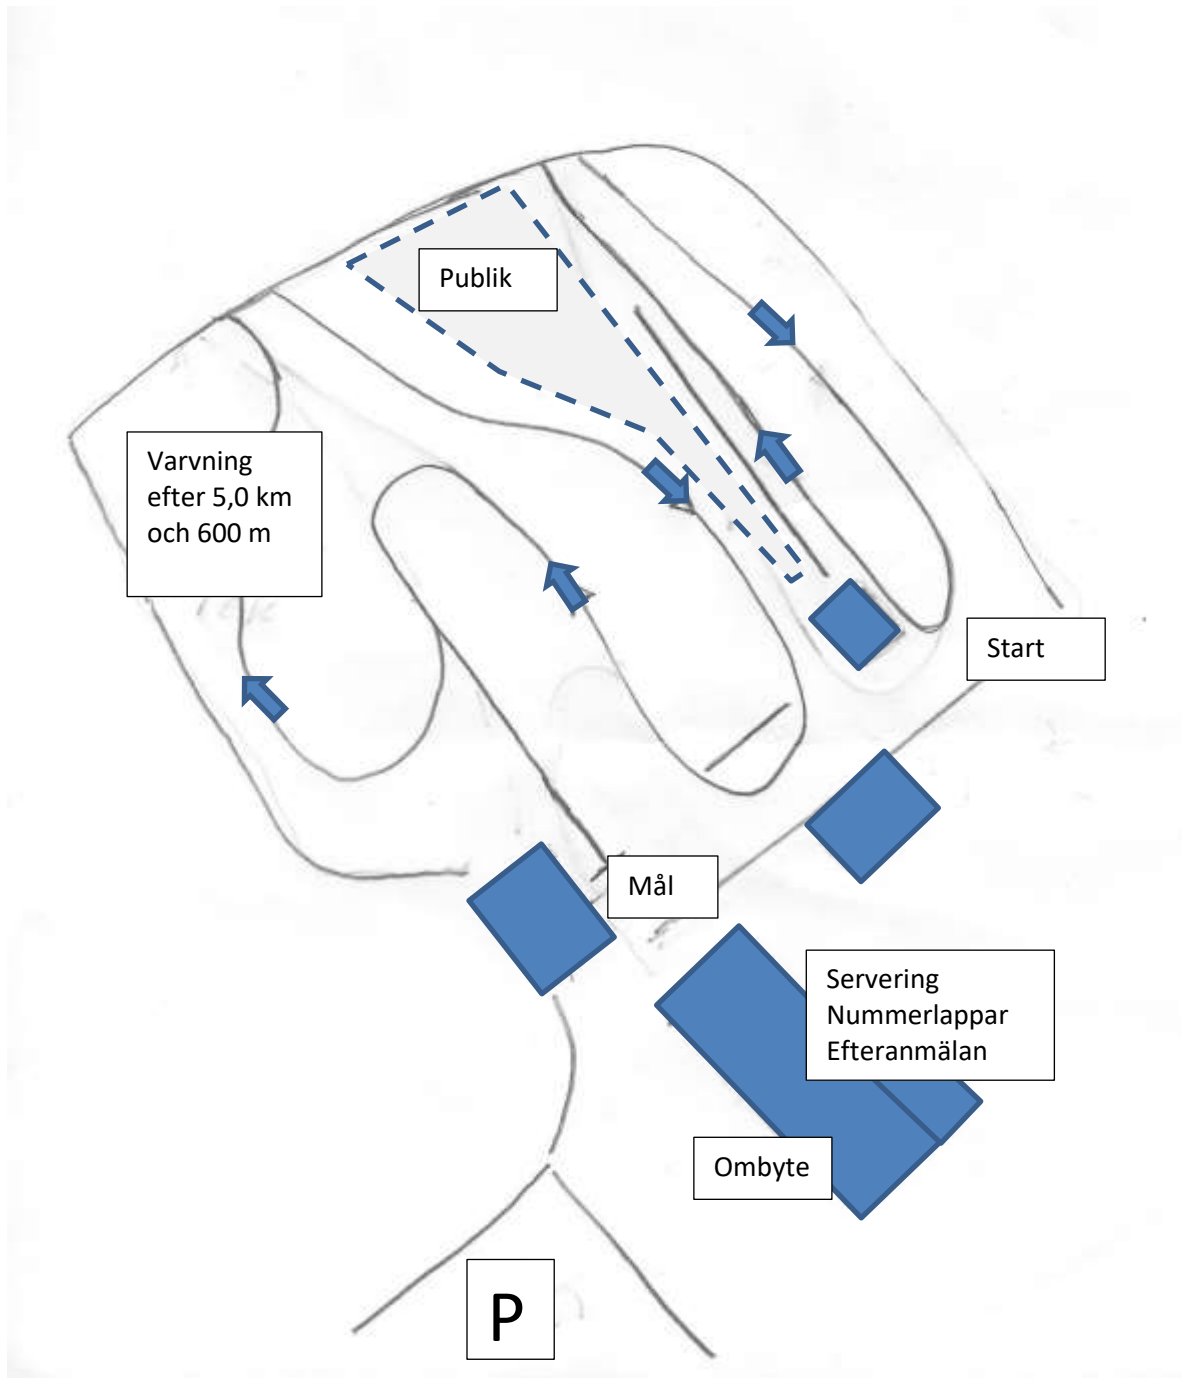 Publik
Varvning
efter 5,0 km
och 600 m
Start
Mål
Servering
Nummerlappar
Efteranmälan
Ombyte
P